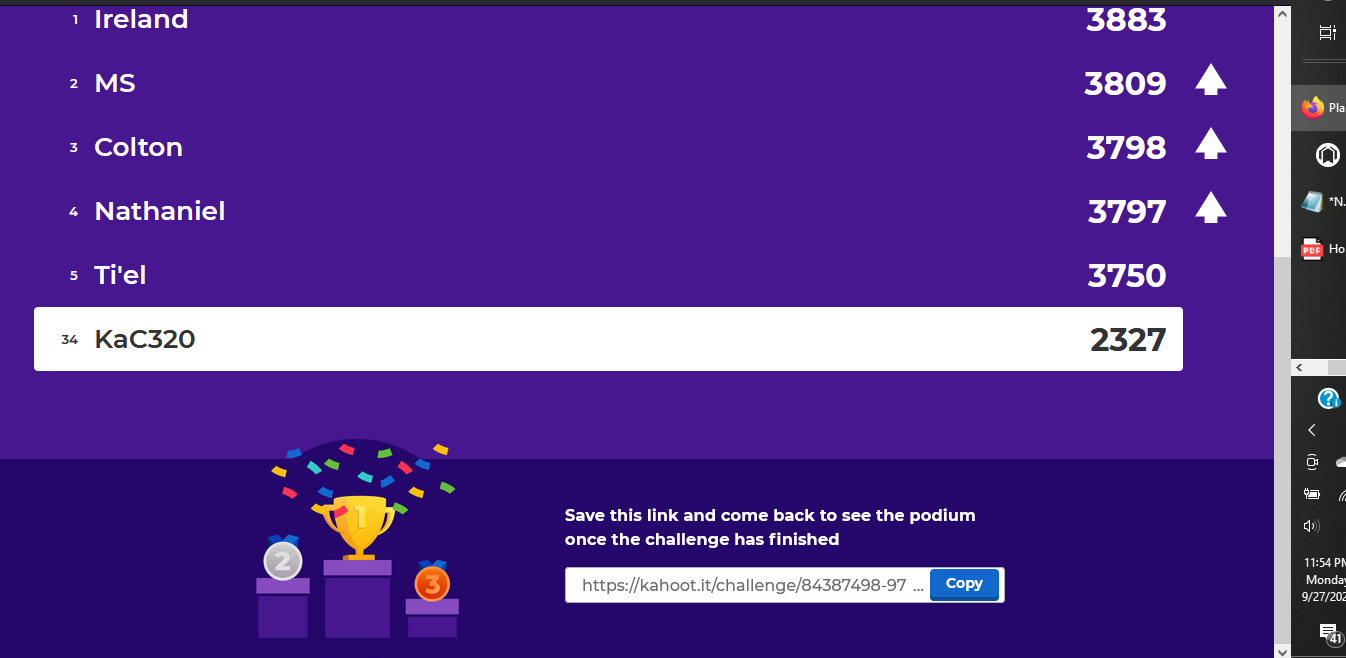 1 Ireland 3883
2 MS 3809
3 Colton 3798
4 Nathaniel 3797
5 Ti'el 3750
34 KaC320 2327
1
2
3
Save this link and come back to see the podium
once the challenge has finished
https://kahoot.it/challenge/84387498-97 ... Copy
Pla
*N.
PDF Ho
11:54 PM
Monday
9/27/202
41